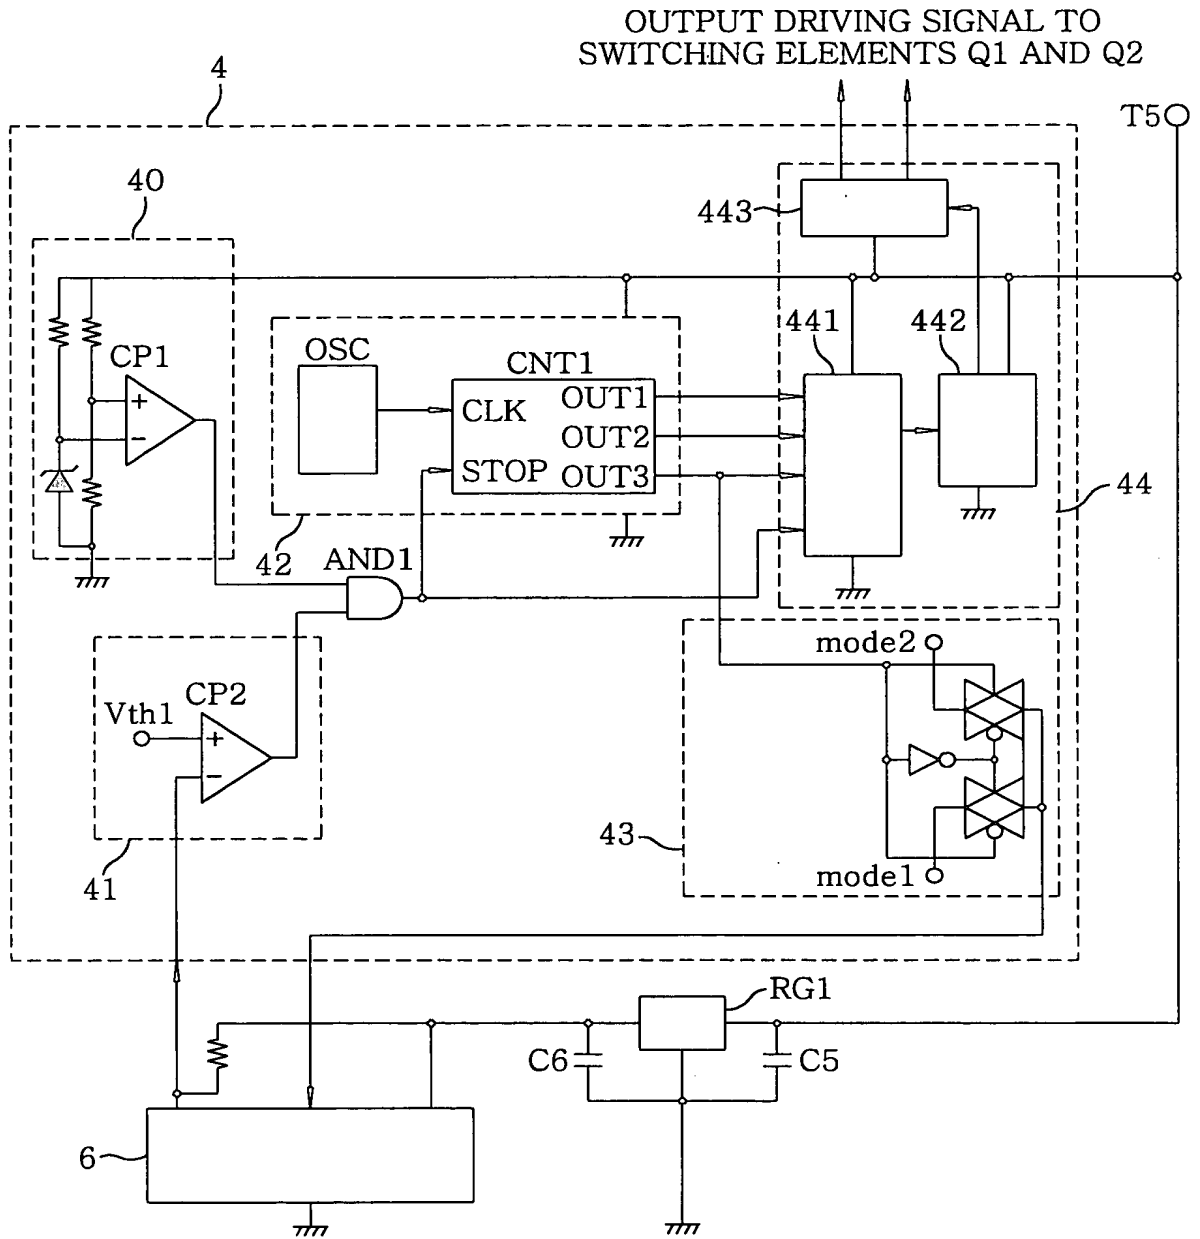 OUTPUT DRIVING SIGNAL TO
SWITCHING ELEMENTS Q1 AND Q2
4
T5
40
443
441
442
CP1
OSC
CNT1
+
−
CLK
OUT1
OUT2
STOP
OUT3
44
42
AND1
mode2
CP2
Vth1
+
−
43
mode1
41
RG1
C6
C5
6